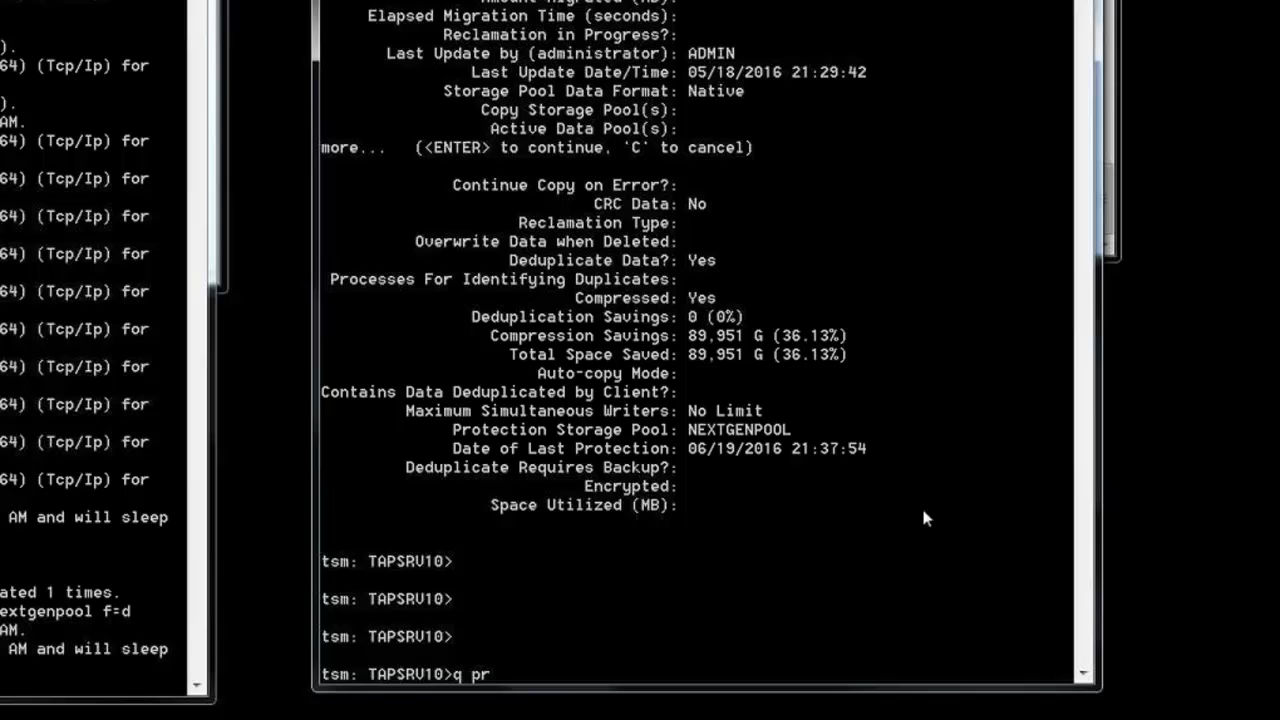 ).
64) (Tcp/Ip) for
).
AM.
64) (Tcp/Ip) for
64) (Tcp/Ip) for
64) (Tcp/Ip) for
64) (Tcp/Ip) for
64) (Tcp/Ip) for
64) (Tcp/Ip) for
64) (Tcp/Ip) for
64) (Tcp/Ip) for
64) (Tcp/Ip) for
64) (Tcp/Ip) for
AM and will sleep
ated 1 times.
extgenpool f=d
AM.
AM and will sleep
Elapsed Migration Time (seconds):
Reclamation in Progress?:
Last Update by (administrator): ADMIN
Last Update Date/Time: 05/18/2016 21:29:42
Storage Pool Data Format: Native
Copy Storage Pool(s):
Active Data Pool(s):
more... (<ENTER> to continue, 'C' to cancel)
Continue Copy on Error?:
CRC Data: No
Reclamation Type:
Overwrite Data when Deleted:
Deduplicate Data?: Yes
Processes For Identifying Duplicates:
Compressed: Yes
Deduplication Savings: 0 (0%)
Compression Savings: 89,951 G (36.13%)
Total Space Saved: 89,951 G (36.13%)
Auto-copy Mode:
Contains Data Deduplicated by Client?:
Maximum Simultaneous Writers: No Limit
Protection Storage Pool: NEXTGENPOOL
Date of Last Protection: 06/19/2016 21:37:54
Deduplicate Requires Backup?:
Encrypted:
Space Utilized (MB):
tsm: TAPSRV10>
tsm: TAPSRV10>
tsm: TAPSRV10>
tsm: TAPSRV10>q pr